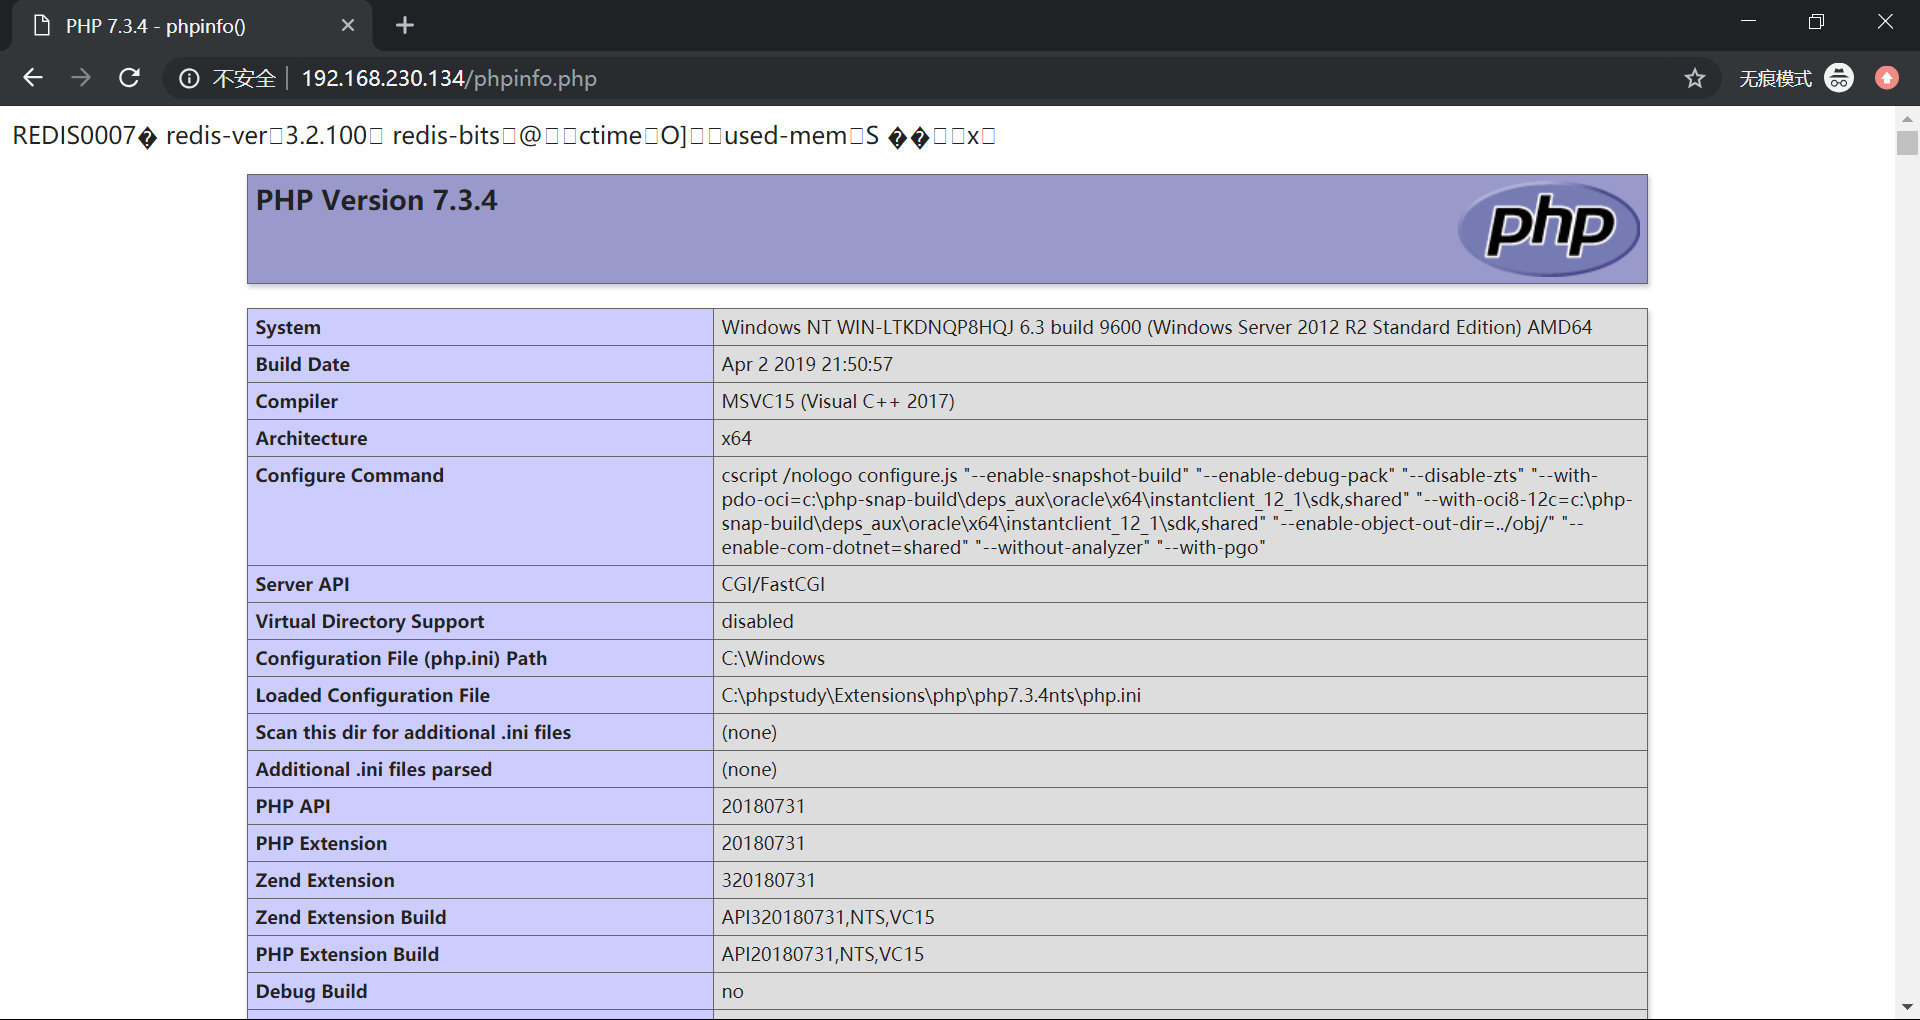 PHP 7.3.4 - phpinfo()
不安全 192.168.230.134/phpinfo.php
无痕模式
REDIS0007� redis-ver□3.2.100□ redis-bits□@□□ctime□O]□□used-mem□S ��□□x□
PHP Version 7.3.4
php
System Windows NT WIN-LTKDNQP8HQJ 6.3 build 9600 (Windows Server 2012 R2 Standard Edition) AMD64
Build Date Apr 2 2019 21:50:57
Compiler MSVC15 (Visual C++ 2017)
Architecture x64
Configure Command cscript /nologo configure.js "--enable-snapshot-build" "--enable-debug-pack" "--disable-zts" "--with-
pdo-oci=c:\php-snap-build\deps_aux\oracle\x64\instantclient_12_1\sdk,shared" "--with-oci8-12c=c:\php-
snap-build\deps_aux\oracle\x64\instantclient_12_1\sdk,shared" "--enable-object-out-dir=../obj/" "--
enable-com-dotnet=shared" "--without-analyzer" "--with-pgo"
Server API CGI/FastCGI
Virtual Directory Support disabled
Configuration File (php.ini) Path C:\Windows
Loaded Configuration File C:\phpstudy\Extensions\php\php7.3.4nts\php.ini
Scan this dir for additional .ini files (none)
Additional .ini files parsed (none)
PHP API 20180731
PHP Extension 20180731
Zend Extension 320180731
Zend Extension Build API320180731,NTS,VC15
PHP Extension Build API20180731,NTS,VC15
Debug Build no